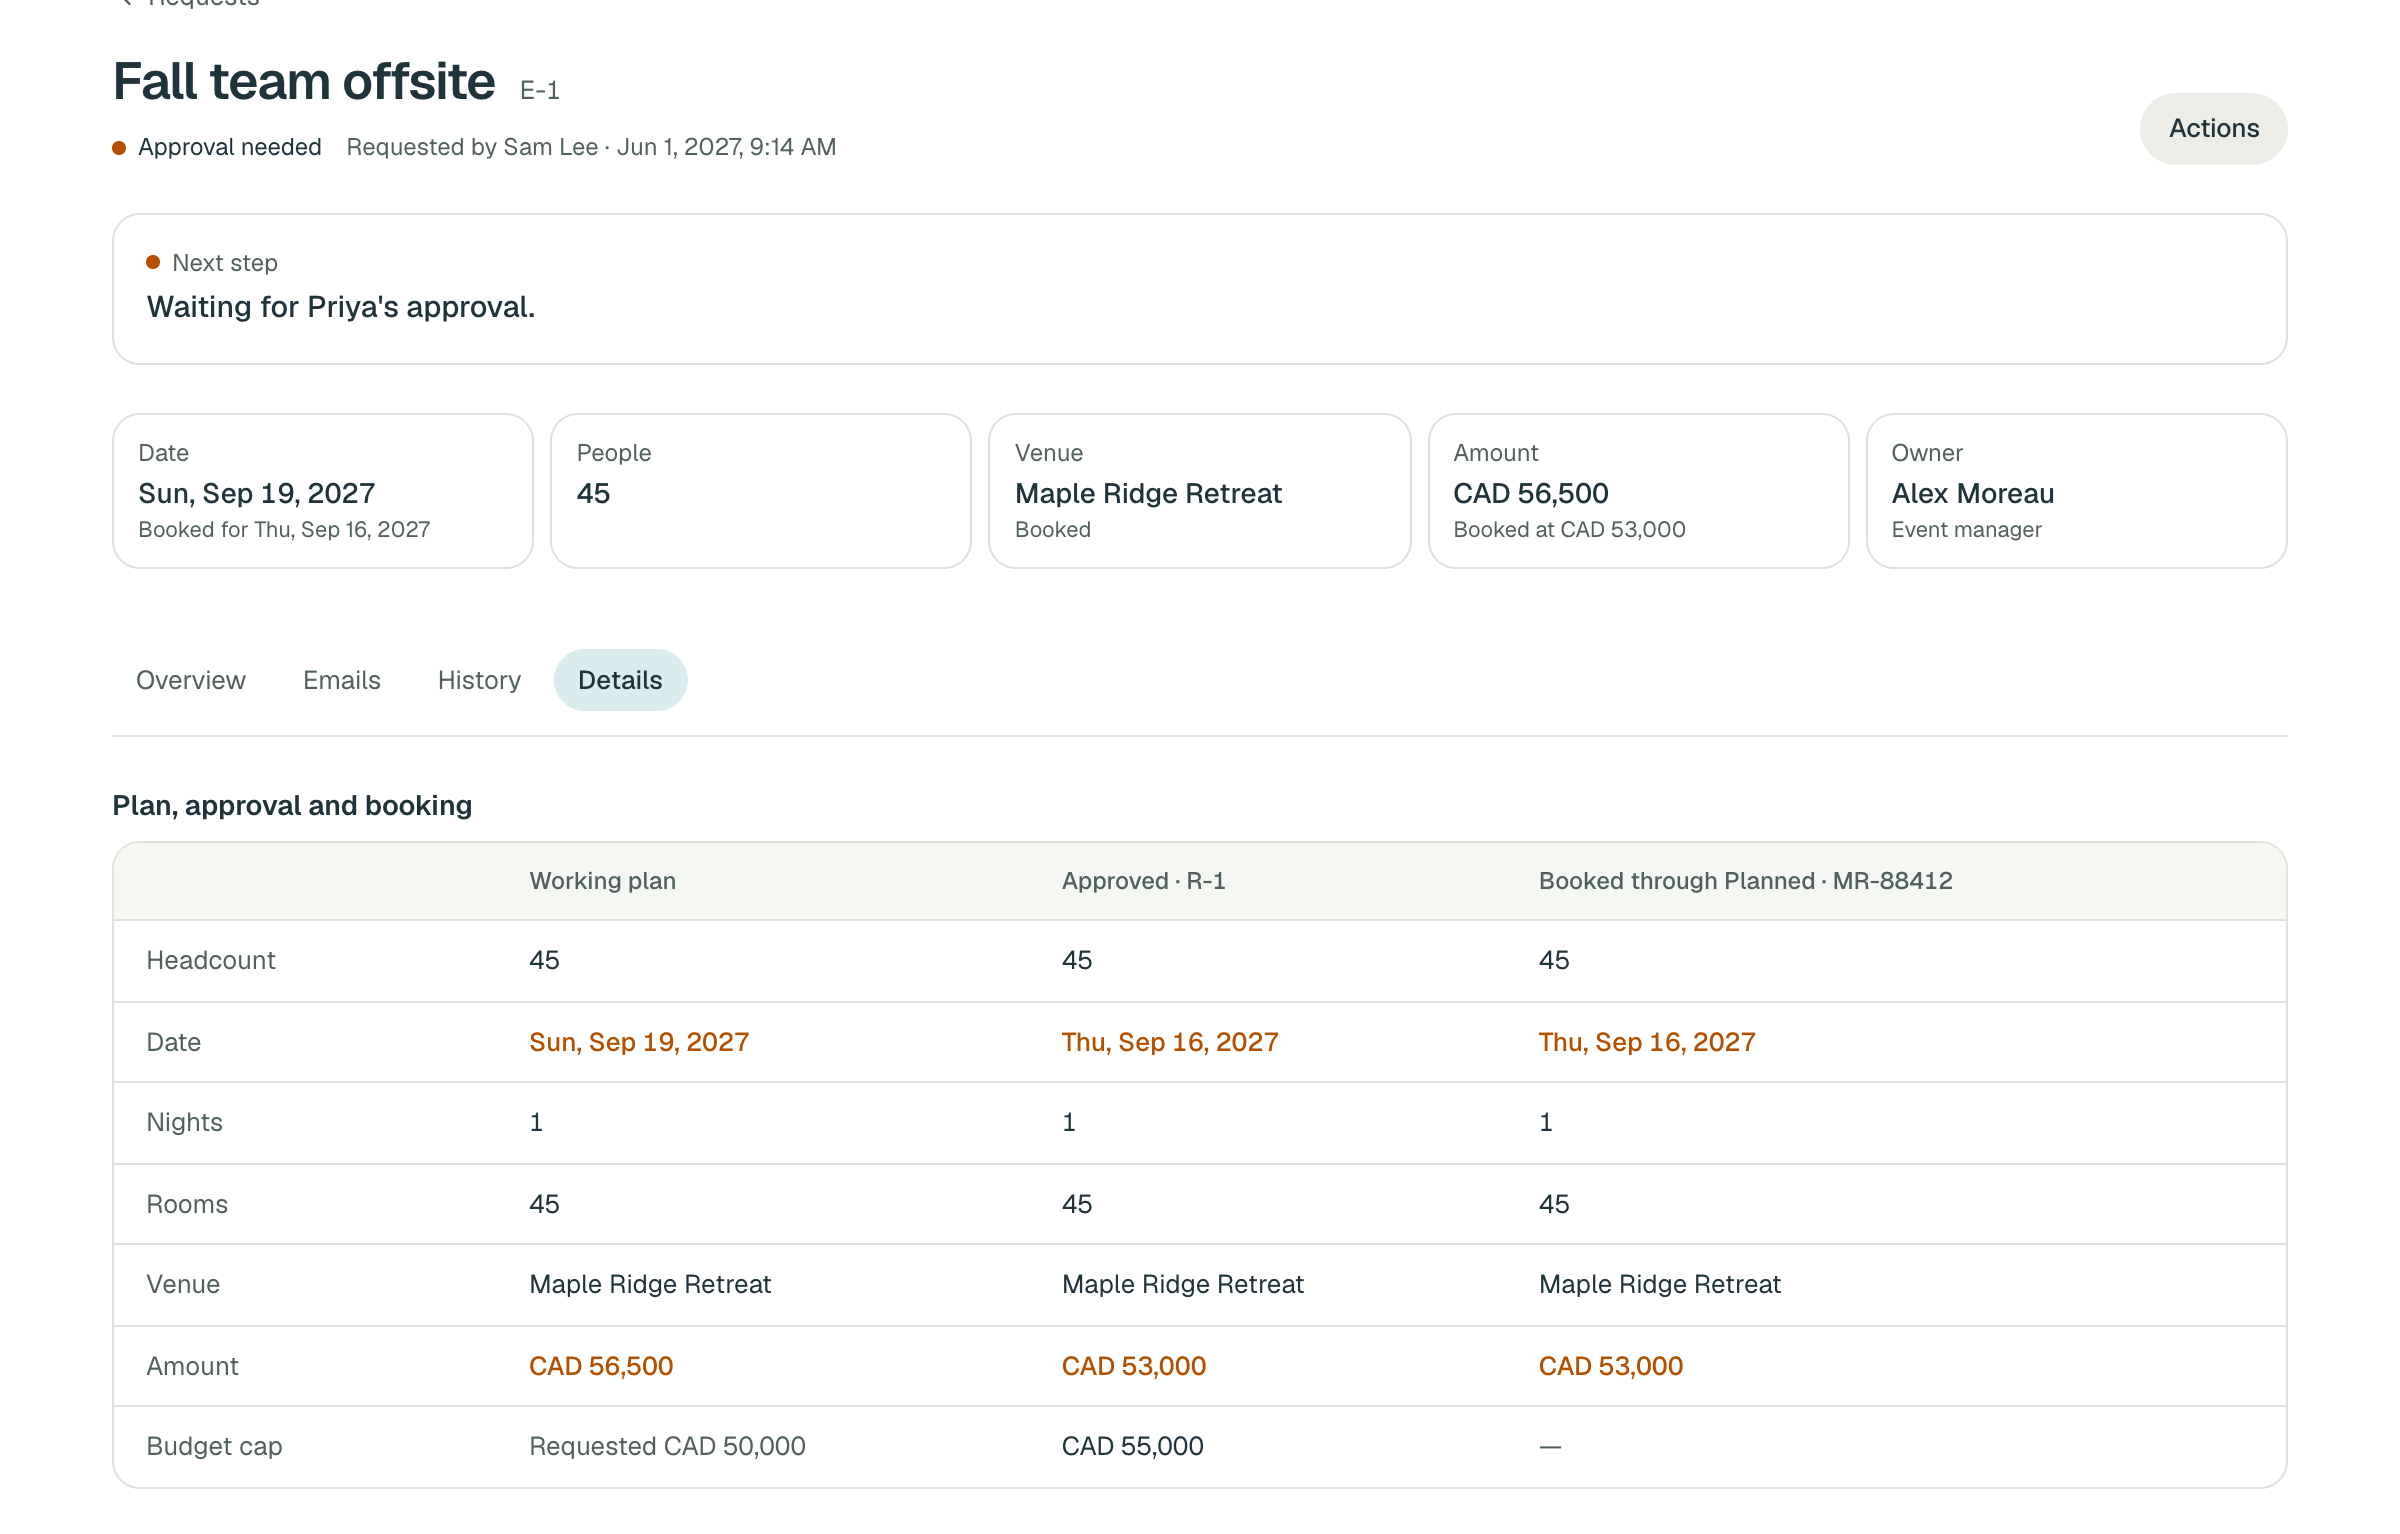 Requests
Fall team offsite E-1
Approval needed Requested by Sam Lee · Jun 1, 2027, 9:14 AM
Actions
Next step
Waiting for Priya's approval.
Date
Sun, Sep 19, 2027
Booked for Thu, Sep 16, 2027
People
45
Venue
Maple Ridge Retreat
Booked
Amount
CAD 56,500
Booked at CAD 53,000
Owner
Alex Moreau
Event manager
Overview Emails History Details
Plan, approval and booking
Working plan Approved · R-1 Booked through Planned · MR-88412
Headcount 45 45 45
Date Sun, Sep 19, 2027 Thu, Sep 16, 2027 Thu, Sep 16, 2027
Nights 1 1 1
Rooms 45 45 45
Venue Maple Ridge Retreat Maple Ridge Retreat Maple Ridge Retreat
Amount CAD 56,500 CAD 53,000 CAD 53,000
Budget cap Requested CAD 50,000 CAD 55,000 —